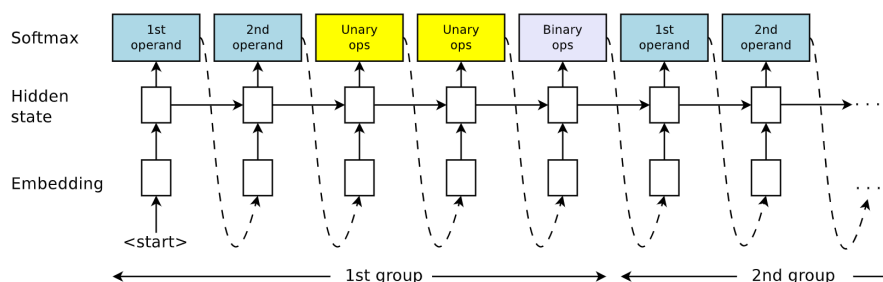 Softmax
1st
operand
2nd
operand
Unary
ops
Unary
ops
Binary
ops
1st
operand
2nd
operand
Hidden
state
. . .
Embedding
. . .
<start>
1st group
2nd group